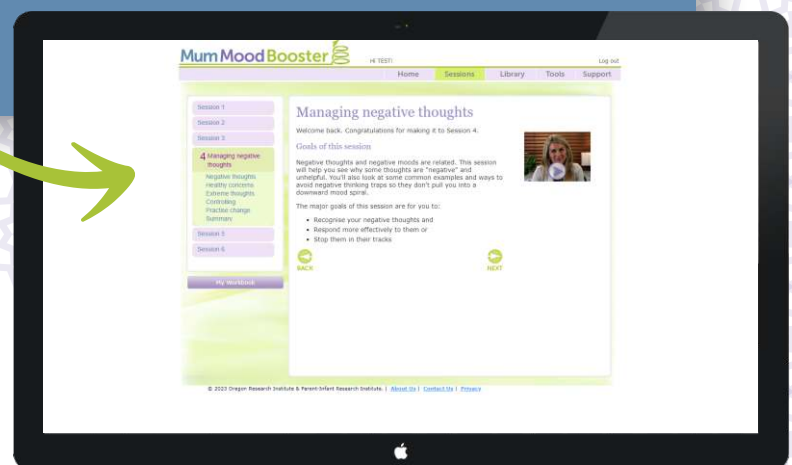 Mum Mood Booster
Hi TEST!
Log out
Home Sessions Library Tools Support
Session 1
Session 2
Session 3
4 Managing negative
thoughts
Negative thoughts
Healthy concerns
Extreme thoughts
Controlling
Practise change
Summary
Session 5
Session 6
My Workbook
Managing negative thoughts
Welcome back. Congratulations for making it to Session 4.
Goals of this session
Negative thoughts and negative moods are related. This session
will help you see why some thoughts are "negative" and
unhelpful. You'll also look at some common examples and ways to
avoid negative thinking traps so they don't pull you into a
downward mood spiral.
The major goals of this session are for you to:
• Recognise your negative thoughts and
• Respond more effectively to them or
• Stop them in their tracks
BACK NEXT
© 2023 Oregon Research Institute & Parent-Infant Research Institute. | About Us | Contact Us | Privacy